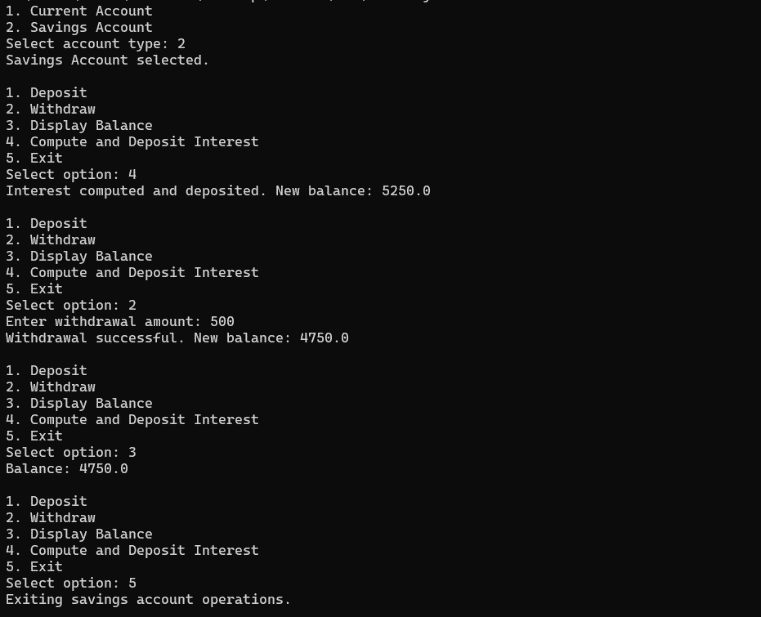 1. Current Account
2. Savings Account
Select account type: 2
Savings Account selected.

1. Deposit
2. Withdraw
3. Display Balance
4. Compute and Deposit Interest
5. Exit
Select option: 4
Interest computed and deposited. New balance: 5250.0

1. Deposit
2. Withdraw
3. Display Balance
4. Compute and Deposit Interest
5. Exit
Select option: 2
Enter withdrawal amount: 500
Withdrawal successful. New balance: 4750.0

1. Deposit
2. Withdraw
3. Display Balance
4. Compute and Deposit Interest
5. Exit
Select option: 3
Balance: 4750.0

1. Deposit
2. Withdraw
3. Display Balance
4. Compute and Deposit Interest
5. Exit
Select option: 5
Exiting savings account operations.